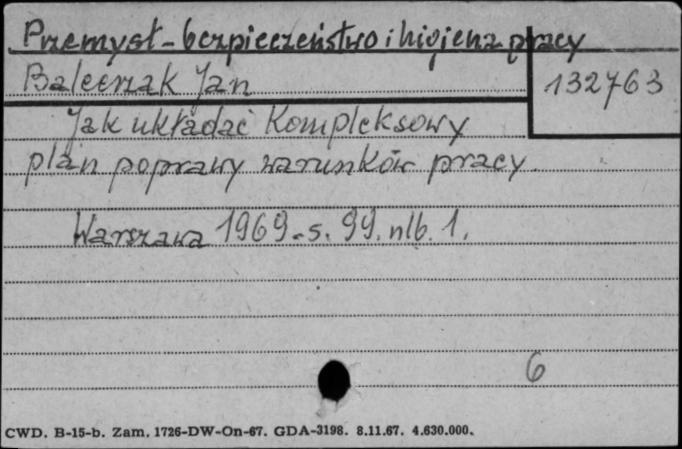 Przemysł - bezpieczeństwo i higiena pracy
Balcerzak Jan
132763
Jak układać kompleksowy
plan poprawy warunków pracy.
Warszawa 1969. s. 99. nlb. 1.
6
CWD. B-15-b. Zam. 1726-DW-On-67. GDA-3198. 8.11.67. 4.630.000.